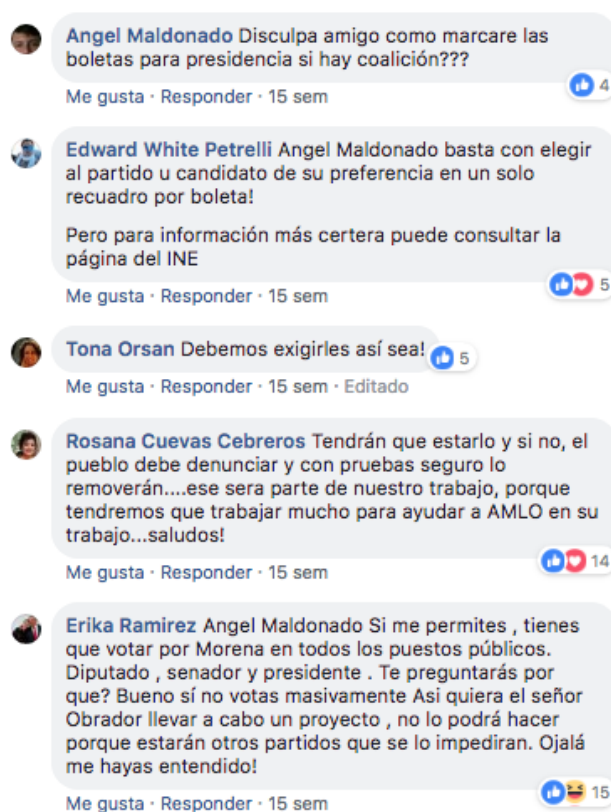 Angel Maldonado Disculpa amigo como marcare las
boletas para presidencia si hay coalición???
4
Me gusta · Responder · 15 sem
Edward White Petrelli Angel Maldonado basta con elegir
al partido u candidato de su preferencia en un solo
recuadro por boleta!
Pero para información más certera puede consultar la
página del INE
5
Me gusta · Responder · 15 sem
Tona Orsan Debemos exigirles así sea!
5
Me gusta · Responder · 15 sem · Editado
Rosana Cuevas Cebreros Tendrán que estarlo y si no, el
pueblo debe denunciar y con pruebas seguro lo
removerán....ese sera parte de nuestro trabajo, porque
tendremos que trabajar mucho para ayudar a AMLO en su
trabajo...saludos!
14
Me gusta · Responder · 15 sem
Erika Ramirez Angel Maldonado Si me permites , tienes
que votar por Morena en todos los puestos públicos.
Diputado , senador y presidente . Te preguntarás por
que? Bueno sí no votas masivamente Asi quiera el señor
Obrador llevar a cabo un proyecto , no lo podrá hacer
porque estarán otros partidos que se lo impediran. Ojalá
me hayas entendido!
15
Me gusta · Responder · 15 sem